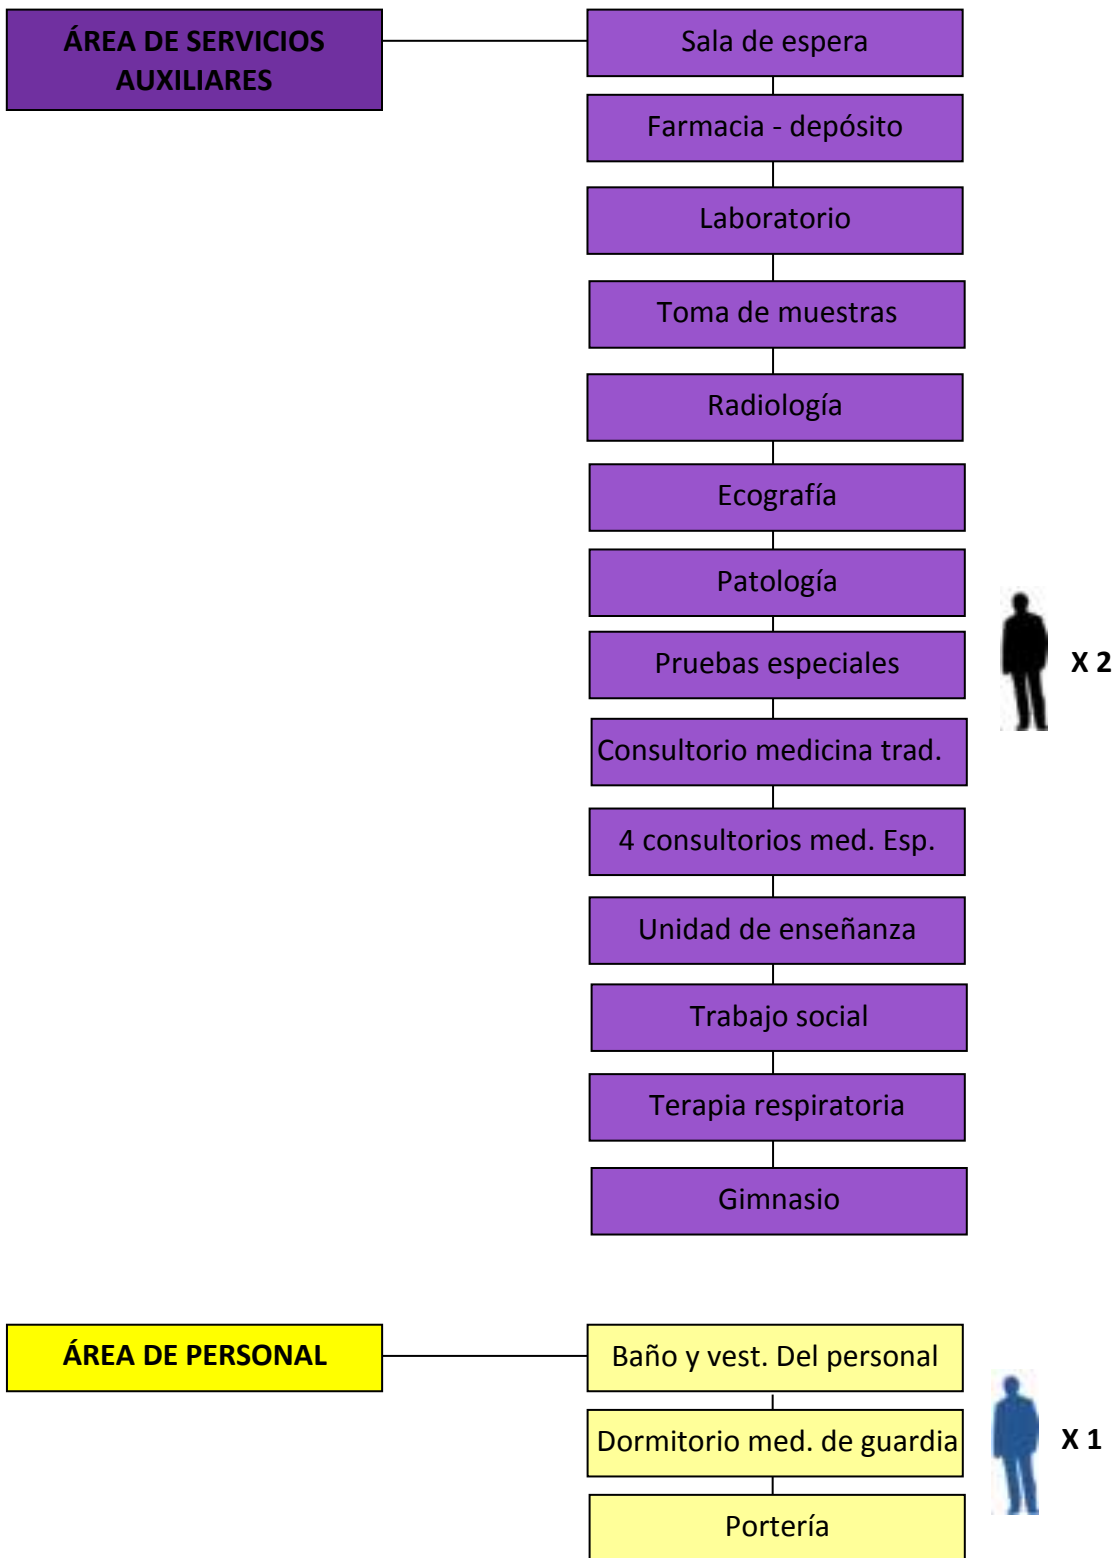 ÁREA DE SERVICIOS
AUXILIARES
Sala de espera
Farmacia - depósito
Laboratorio
Toma de muestras
Radiología
Ecografía
Patología
Pruebas especiales
X 2
Consultorio medicina trad.
4 consultorios med. Esp.
Unidad de enseñanza
Trabajo social
Terapia respiratoria
Gimnasio
ÁREA DE PERSONAL
Baño y vest. Del personal
Dormitorio med. de guardia
X 1
Portería